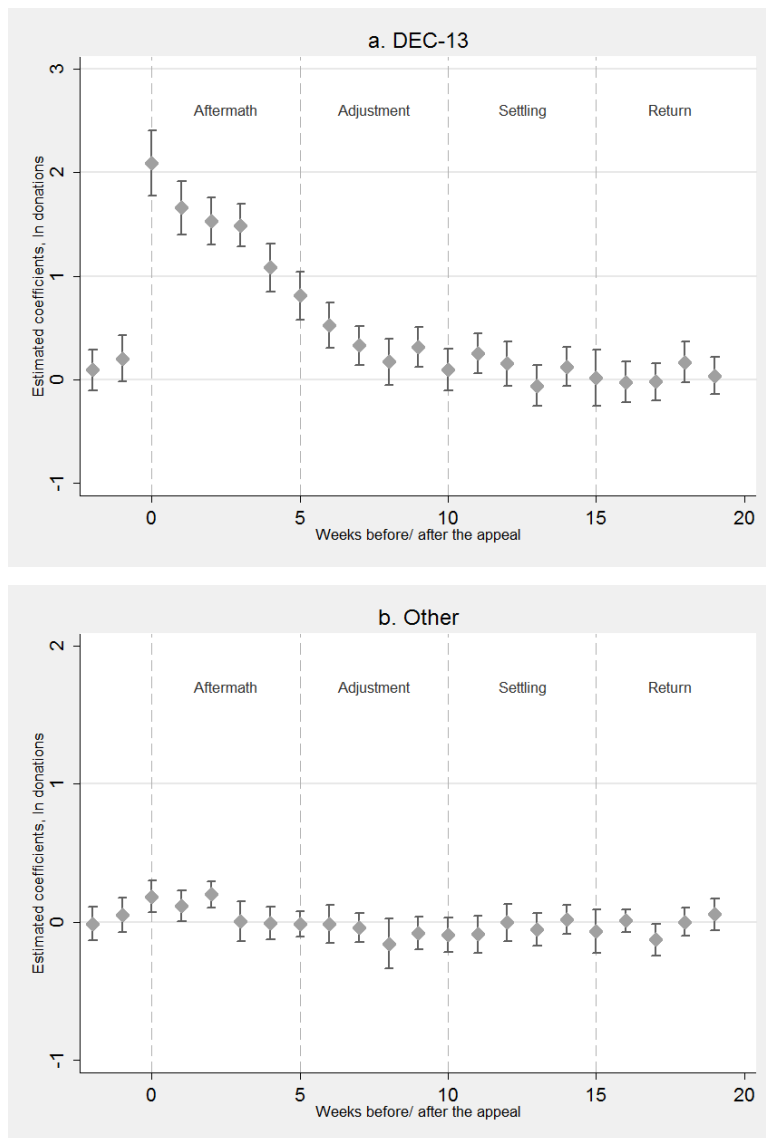 a. DEC-13
Estimated coefficients, ln donations
3
2
1
0
-1
Aftermath Adjustment Settling Return
0 5 10 15 20
Weeks before/ after the appeal
b. Other
Estimated coefficients, ln donations
2
1
0
-1
Aftermath Adjustment Settling Return
0 5 10 15 20
Weeks before/ after the appeal